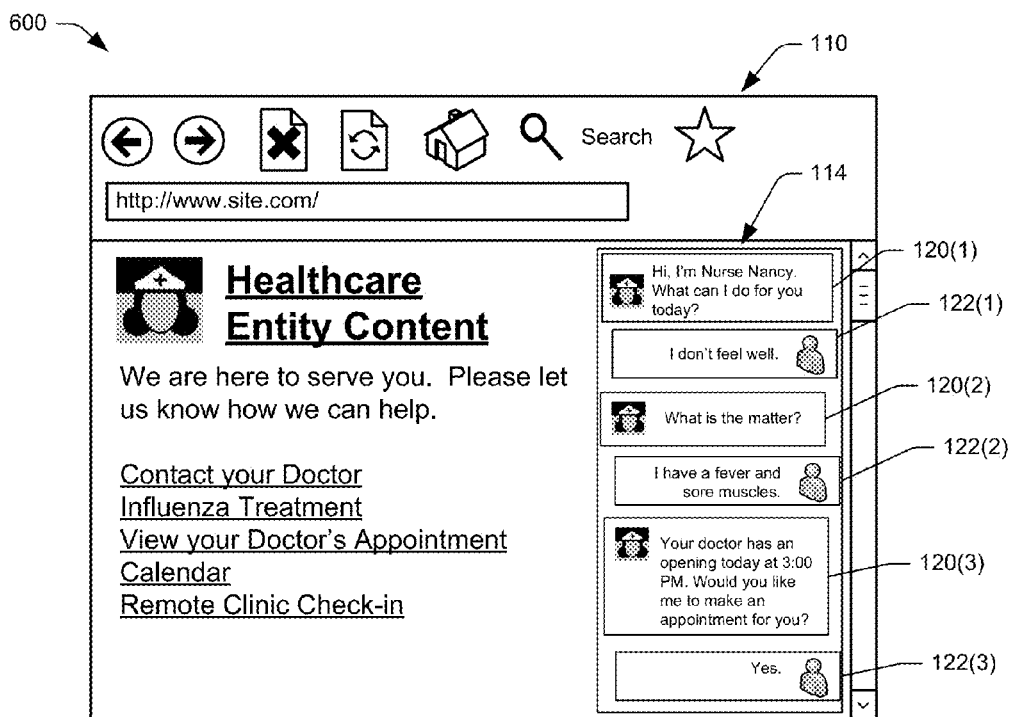 600
110
Search
http://www.site.com/
114
Healthcare
Entity Content
We are here to serve you.  Please let
us know how we can help.
Contact your Doctor
Influenza Treatment
View your Doctor's Appointment
Calendar
Remote Clinic Check-in
Hi, I'm Nurse Nancy.
What can I do for you
today?
120(1)
I don't feel well.
122(1)
What is the matter?
120(2)
I have a fever and
sore muscles.
122(2)
Your doctor has an
opening today at 3:00
PM. Would you like
me to make an
appointment for you?
120(3)
Yes.
122(3)